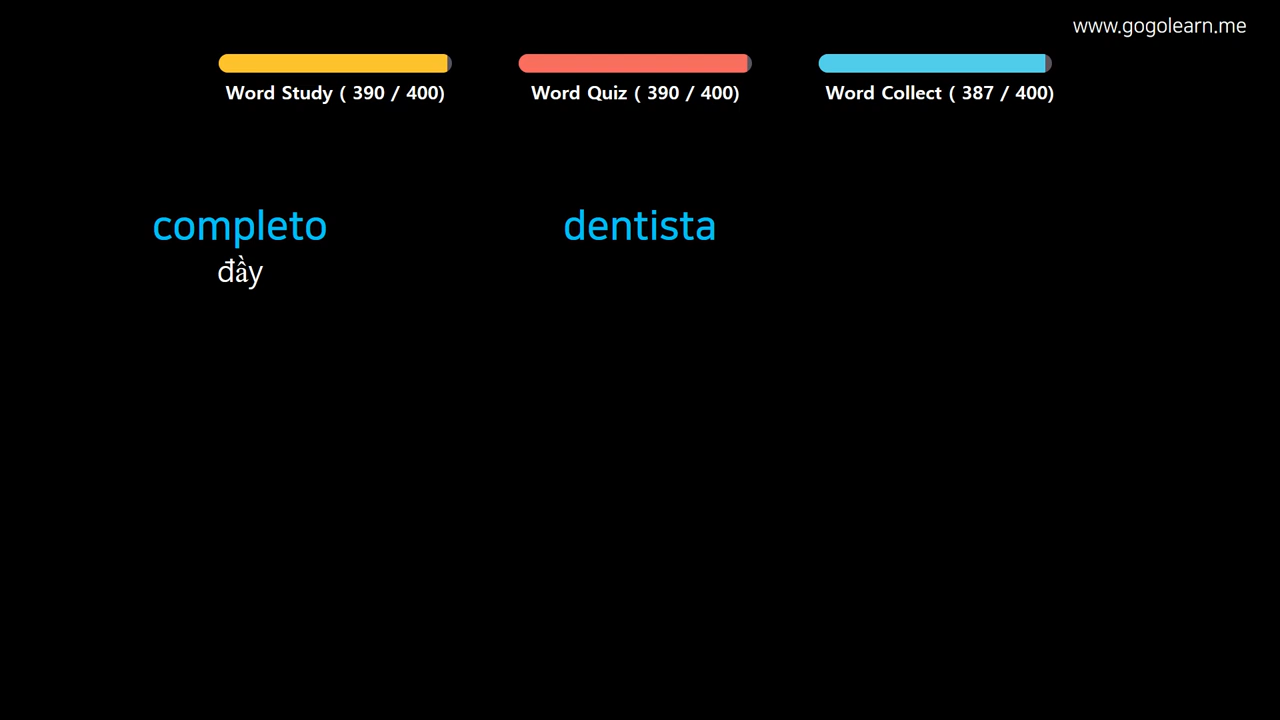 www.gogolearn.me
Word Study ( 390 / 400)
Word Quiz ( 390 / 400)
Word Collect ( 387 / 400)
completo
đầy
dentista